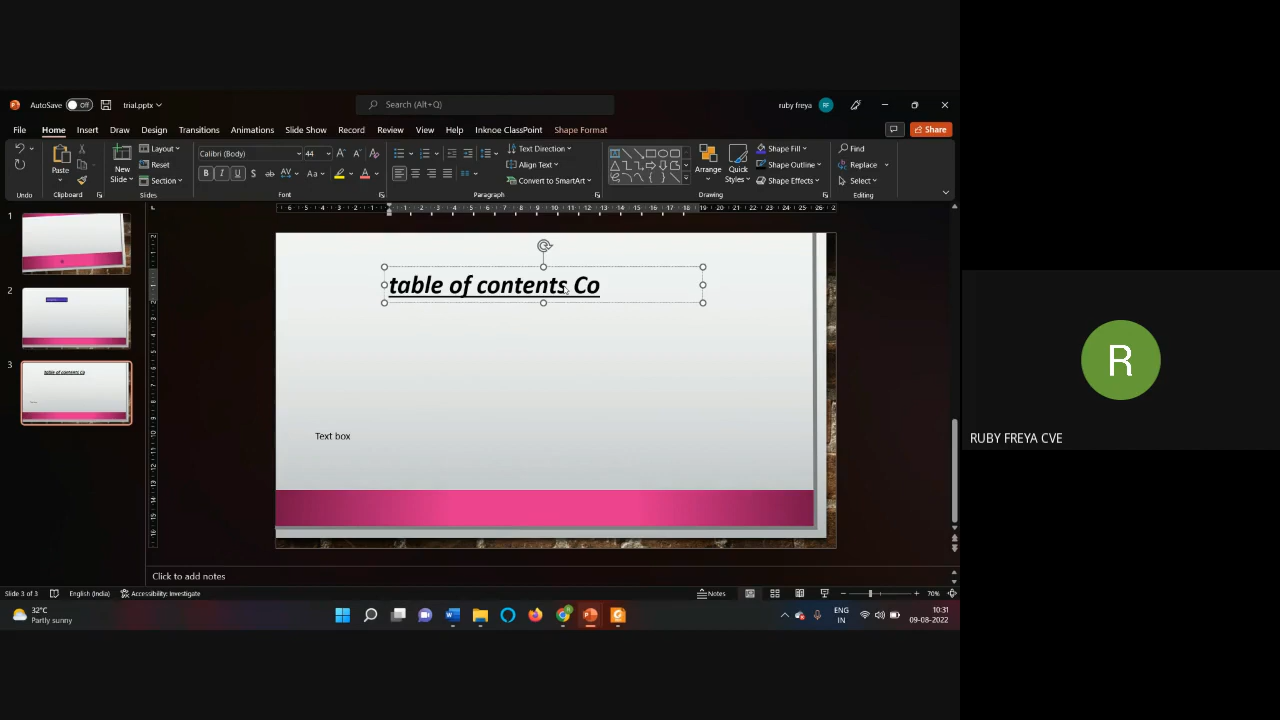 AutoSave Off trial.pptx Search (Alt+Q) ruby freya RF
File Home Insert Draw Design Transitions Animations Slide Show Record Review View Help Inknoe ClassPoint Shape Format Share
Paste New Slide Layout Reset Section
Calibri (Body) 44
Text Direction Align Text Convert to SmartArt
Arrange Quick Styles Shape Fill Shape Outline Shape Effects
Find Replace Select
Undo Clipboard Slides Font Paragraph Drawing Editing
1
2
3
table of contents Co
Text box
Click to add notes
Slide 3 of 3 English (India) Accessibility: Investigate Notes 70%
32°C
Partly sunny
ENG
IN
10:31
09-08-2022
R
RUBY FREYA CVE